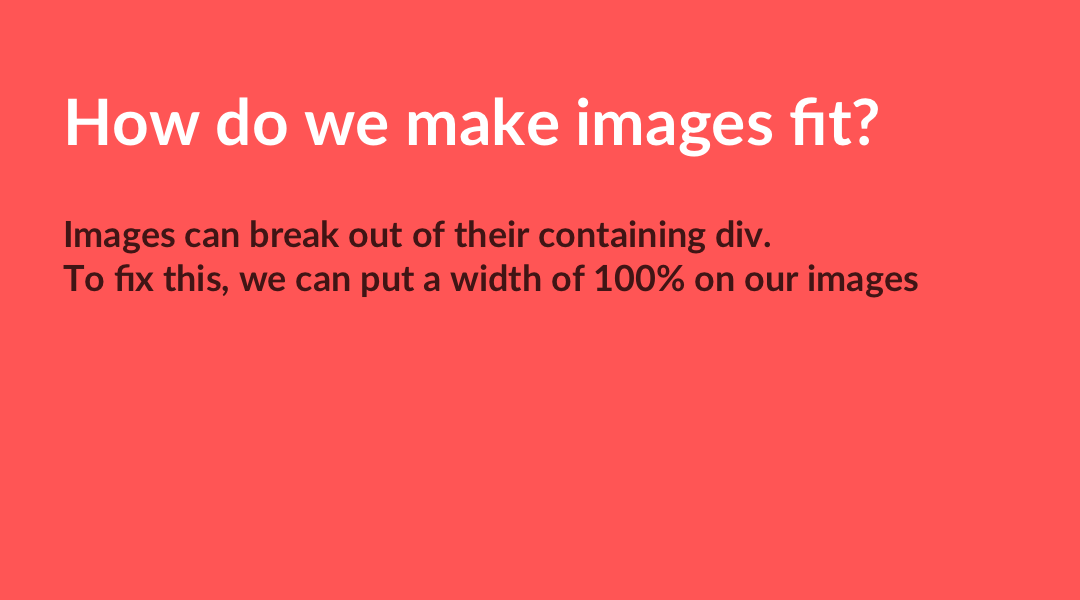 How do we make images fit?
Images can break out of their containing div.
To fix this, we can put a width of 100% on our images